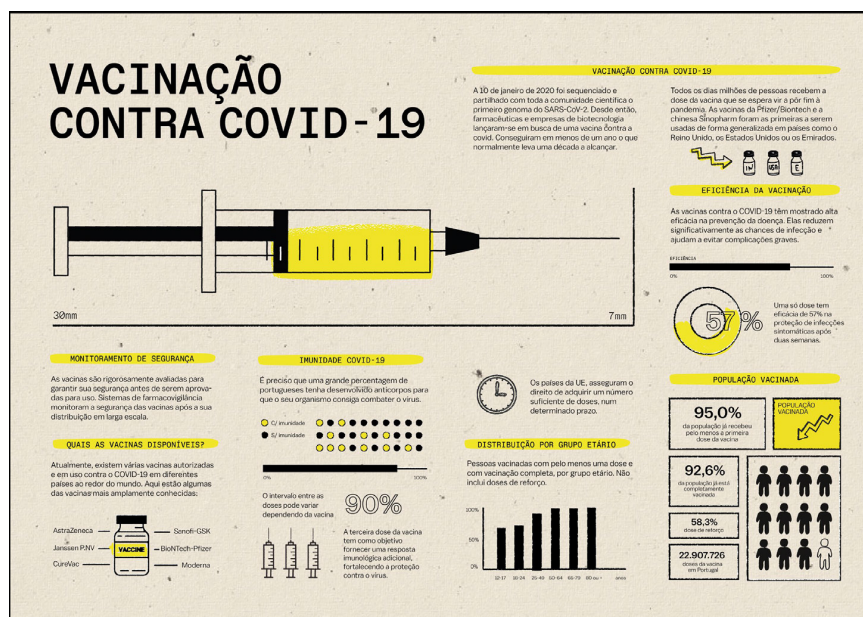 VACINAÇÃO
CONTRA COVID-19
VACINAÇÃO CONTRA COVID-19
A 10 de janeiro de 2020 foi sequenciado e
partilhado com toda a comunidade científica o
primeiro genoma do SARS-CoV-2. Desde então,
farmacêuticas e empresas de biotecnologia
lançaram-se em busca de uma vacina contra a
covid. Conseguiram em menos de um ano o que
normalmente leva uma década a alcançar.
Todos os dias milhões de pessoas recebem a
dose da vacina que se espera vir a pôr fim à
pandemia. As vacinas da Pfizer/Biontech e a
chinesa Sinopharm foram as primeiras a serem
usadas de forma generalizada em países como o
Reino Unido, os Estados Unidos ou os Emirados.
USA
E
EFICIÊNCIA DA VACINAÇÃO
As vacinas contra o COVID-19 têm mostrado alta
eficácia na prevenção da doença. Elas reduzem
significativamente as chances de infecção e
ajudam a evitar complicações graves.
EFICIÊNCIA
0% 100%
57%
Uma só dose tem
eficácia de 57% na
proteção de infecções
sintomáticas após
duas semanas.
30mm 7mm
MONITORAMENTO DE SEGURANÇA
As vacinas são rigorosamente avaliadas para
garantir sua segurança antes de serem aprova-
das para uso. Sistemas de farmacovigilância
monitoram a segurança das vacinas após a sua
distribuição em larga escala.
QUAIS AS VACINAS DISPONÍVEIS?
Atualmente, existem várias vacinas autorizadas
e em uso contra o COVID-19 em diferentes
países ao redor do mundo. Aqui estão algumas
das vacinas mais amplamente conhecidas:
AstraZeneca
Janssen P.NV
CureVac
VACCINE
Sanofi-GSK
BioNTech-Pfizer
Moderna
IMUNIDADE COVID-19
É preciso que uma grande percentagem de
portugueses tenha desenvolvido anticorpos para
que o seu organismo consiga combater o vírus.
C/ imunidade
S/ imunidade
0% 100%
O intervalo entre as
doses pode variar
dependendo da vacina
90%
A terceira dose da vacina
tem como objetivo
fornecer uma resposta
imunológica adicional,
fortalecendo a proteção
contra o vírus.
Os países da UE, asseguram o
direito de adquirir um número
suficiente de doses, num
determinado prazo.
DISTRIBUIÇÃO POR GRUPO ETÁRIO
Pessoas vacinadas com pelo menos uma dose e
com vacinação completa, por grupo etário. Não
inclui doses de reforço.
100%
50%
0%
12-17 18-24 25-49 50-64 65-79 80 ou + anos
POPULAÇÃO VACINADA
95,0%
da população já recebeu
pelo menos a primeira
dose da vacina
POPULAÇÃO
VACINADA
92,6%
da população já está
completamente
vacinada
58,3%
dose de reforço
22.907.726
doses da vacina
em Portugal